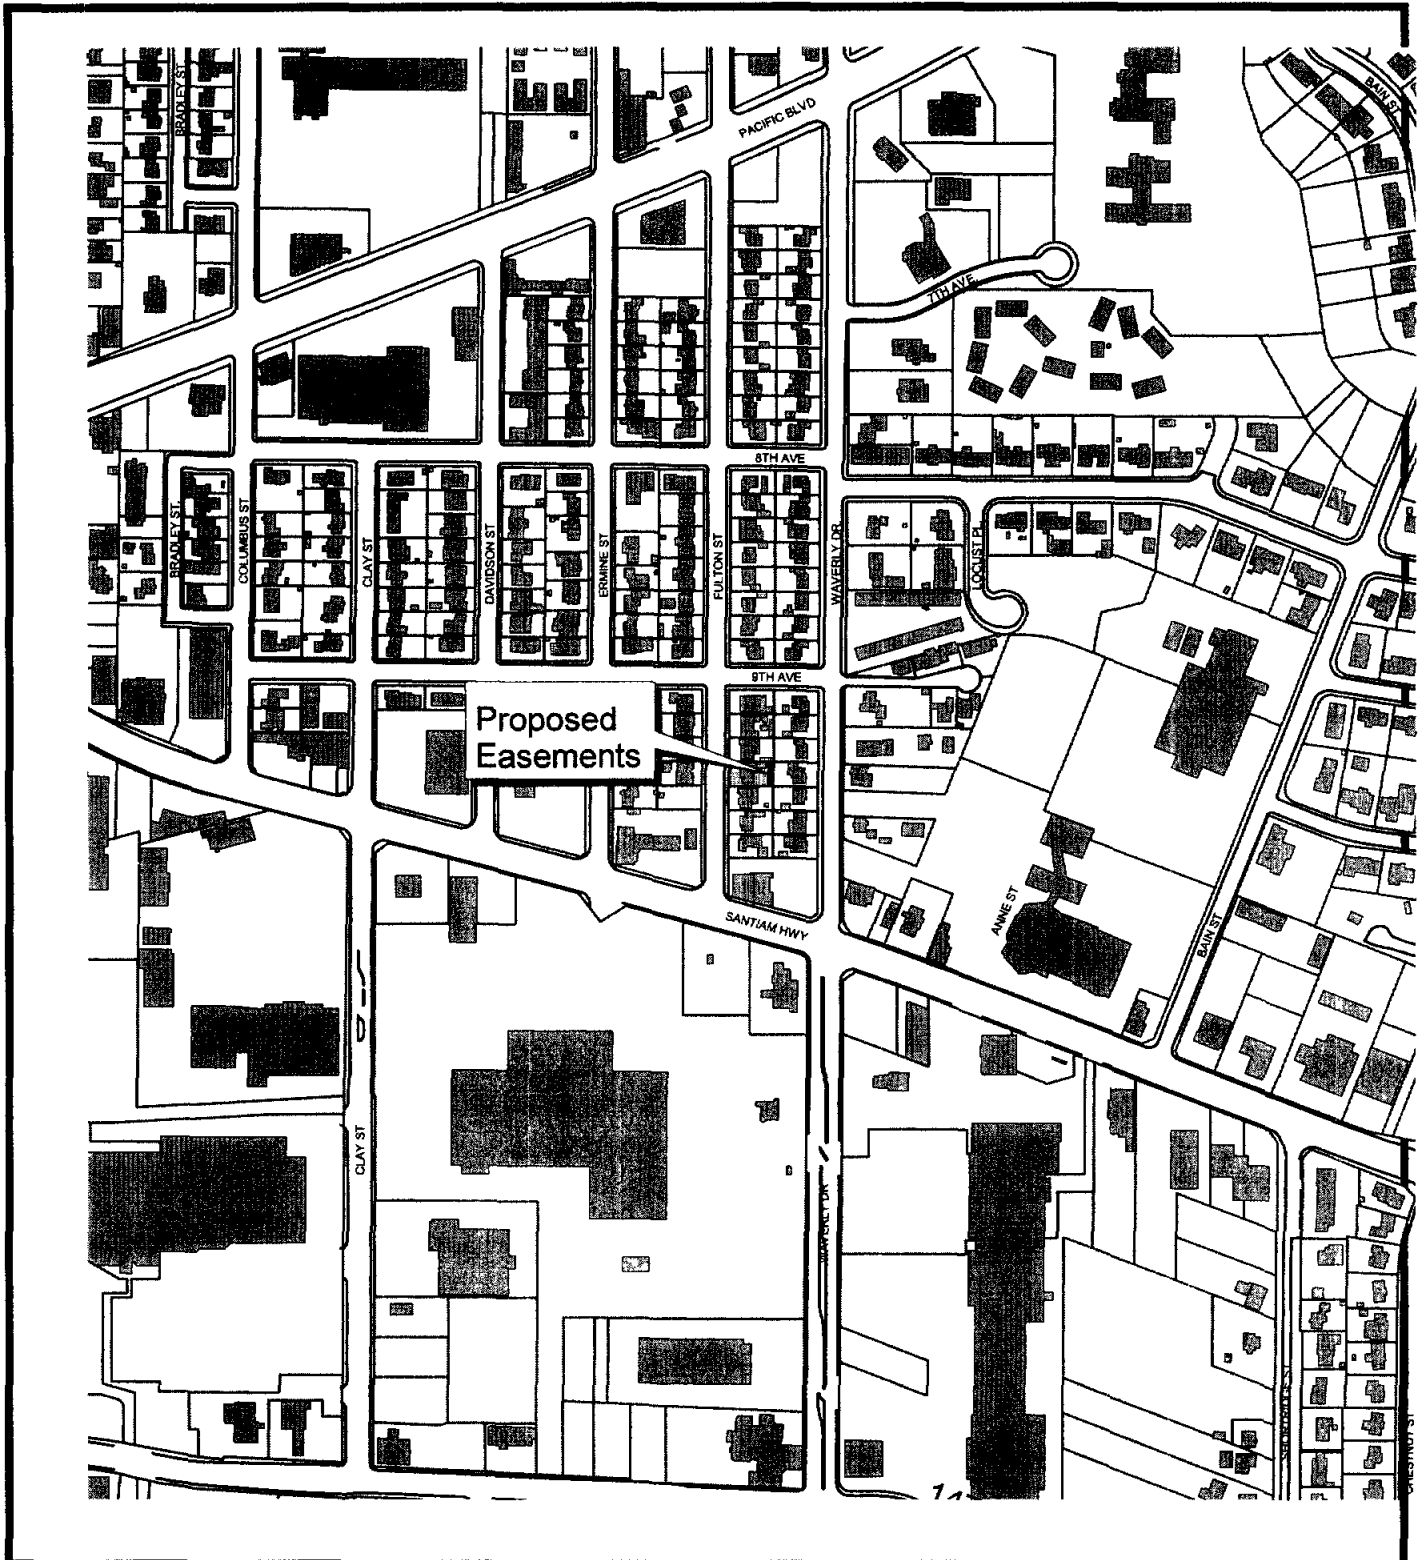 BRADLEY ST.
BAIN ST
PACIFIC BLVD
7TH AVE
8TH AVE
BRADLEY ST.
COLUMBUS ST
CLAY ST
DAVIDSON ST
ERMINE ST
FULTON ST
WAVERLY DR
LOCUST PL
9TH AVE
Proposed
Easements
SANTIAM HWY
ANNE ST
BAIN ST
CLAY ST
WAVERLY DR
SHORTRIDGE ST
CHESTNUT ST